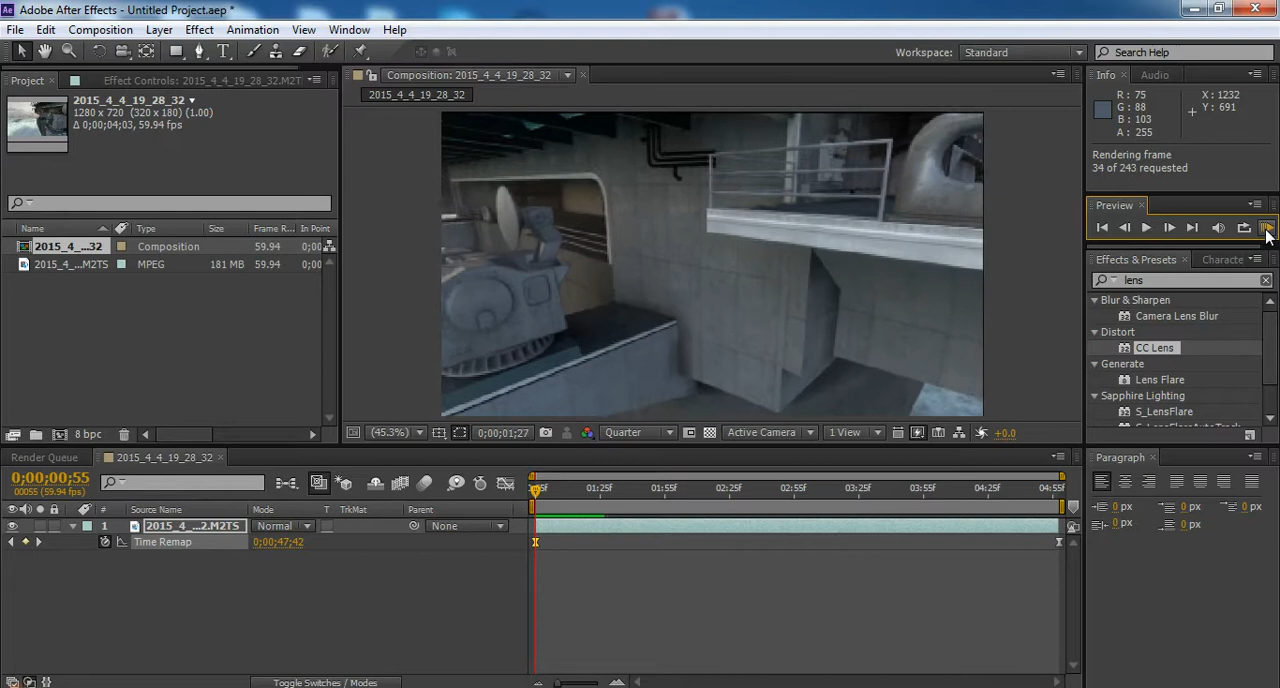 Adobe After Effects - Untitled Project.aep *
File Edit Composition Layer Effect Animation View Window Help
Workspace: Standard Search Help
Project × Effect Controls: 2015_4_4_19_28_32.M2T
2015_4_4_19_28_32 ▼
1280 x 720 (320 x 180) (1.00)
Δ 0;00;04;03, 59.94 fps
Name Type Size Frame R... In Point
2015_4_...32 Composition 59.94 0;00
2015_4_....M2TS MPEG 181 MB 59.94 0;00
8 bpc
Composition: 2015_4_4_19_28_32
2015_4_4_19_28_32
(45.3%) 0;00;01;27 Quarter Active Camera 1 View +0.0
Info × Audio
R : 75 X : 1232
G : 88 Y : 691
B : 103
A : 255
Rendering frame
34 of 243 requested
Preview ×
Effects & Presets × Characte
lens
Blur & Sharpen
Camera Lens Blur
Distort
CC Lens
Generate
Lens Flare
Sapphire Lighting
S_LensFlare
S_LensFlareAutoTrack
Render Queue 2015_4_4_19_28_32 ×
0;00;00;55
00055 (59.94 fps)
01:25f 01:55f 02:25f 02:55f 03:25f 03:55f 04:25f 04:55f
# Source Name Mode T TrkMat Parent
1 2015_4_...2.M2TS Normal None
Time Remap 0;00;47;42
Toggle Switches / Modes
Paragraph ×
0 px 0 px 0 px
0 px 0 px